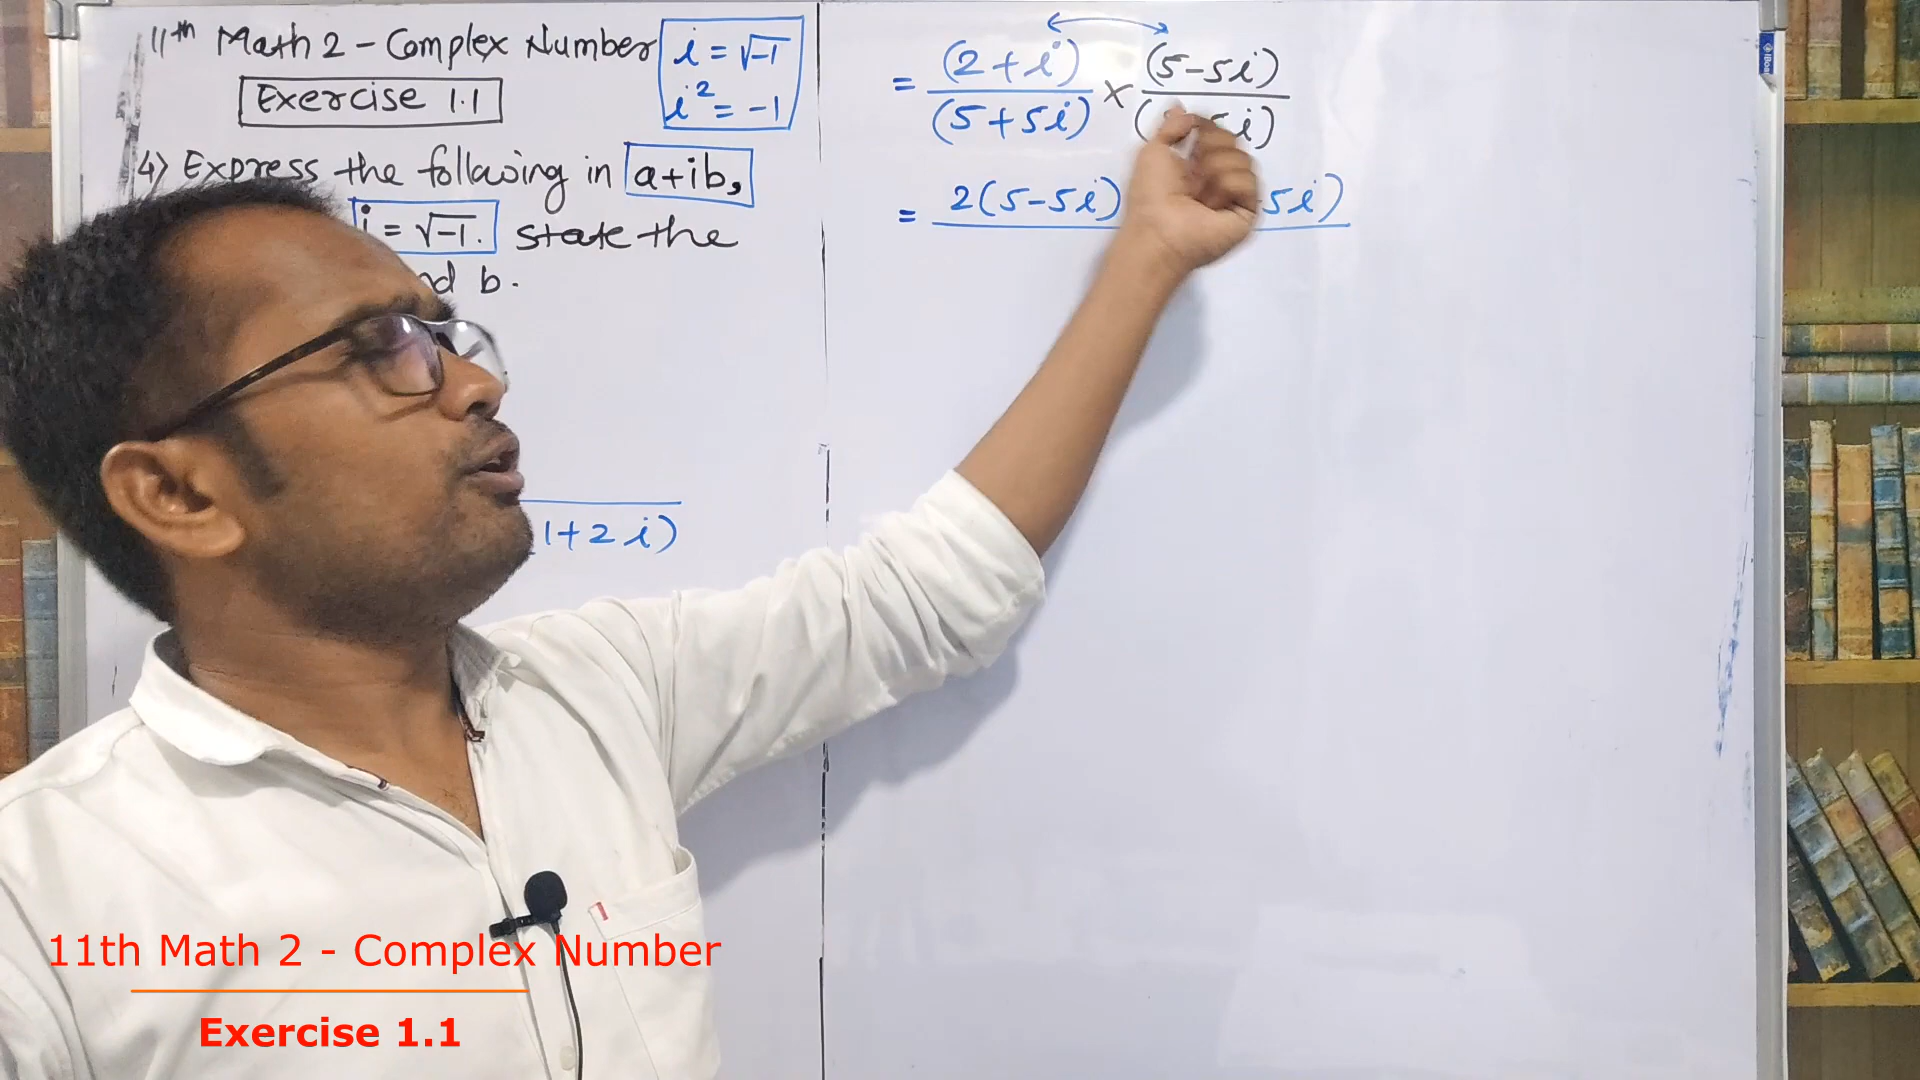 11th Math 2 - Complex Number
Exercise 1.1
i = √-1
i² = -1
4) Express the following in a+ib,
i = √-1. state the
b.
1+2i)
= (2+i)/(5+5i) × (5-5i)/( 5i)
= 2(5-5i) 5i)
11th Math 2 - Complex Number
Exercise 1.1